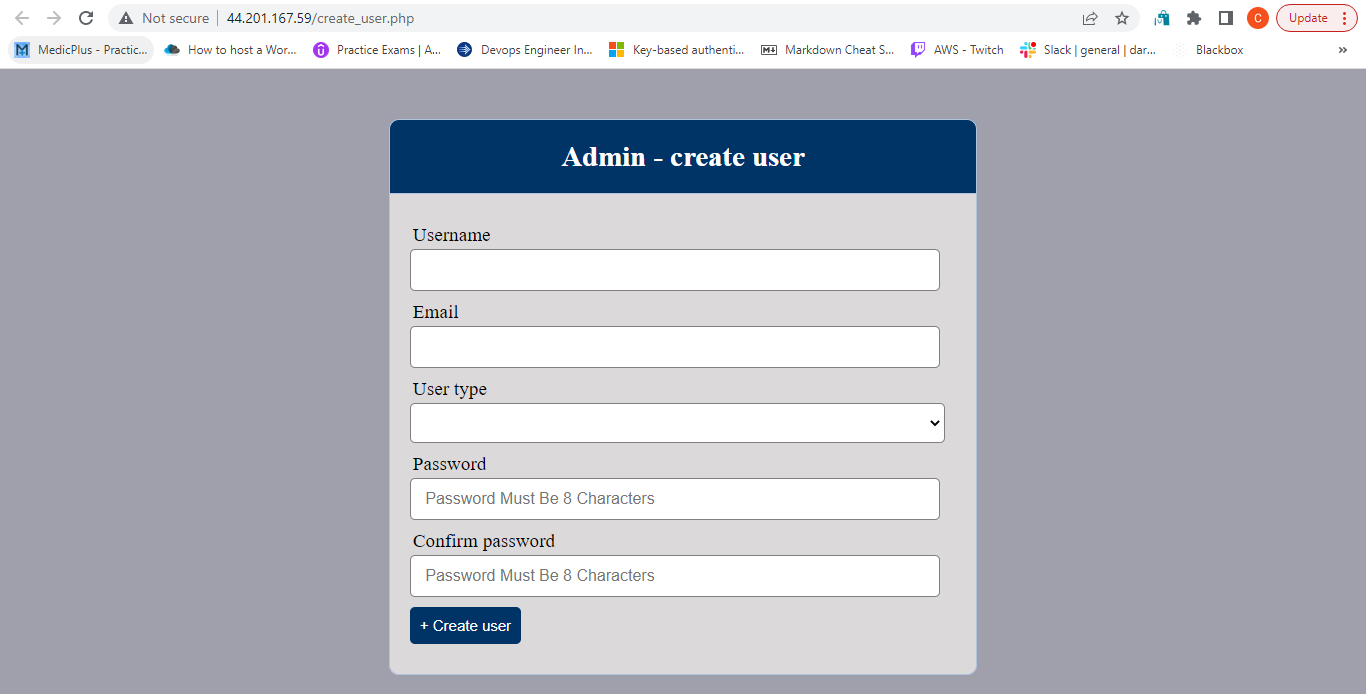 Not secure | 44.201.167.59/create_user.php C Update
MedicPlus - Practic... How to host a Wor... Practice Exams | A... Devops Engineer In... Key-based authenti... Markdown Cheat S... AWS - Twitch Slack | general | dar... Blackbox »
Admin - create user
Username
Email
User type
Password
Password Must Be 8 Characters
Confirm password
Password Must Be 8 Characters
+ Create user